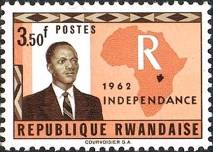 3,50f POSTES
R
1962
INDEPENDANCE
REPUBLIQUE RWANDAISE
COURVOISIER S.A.